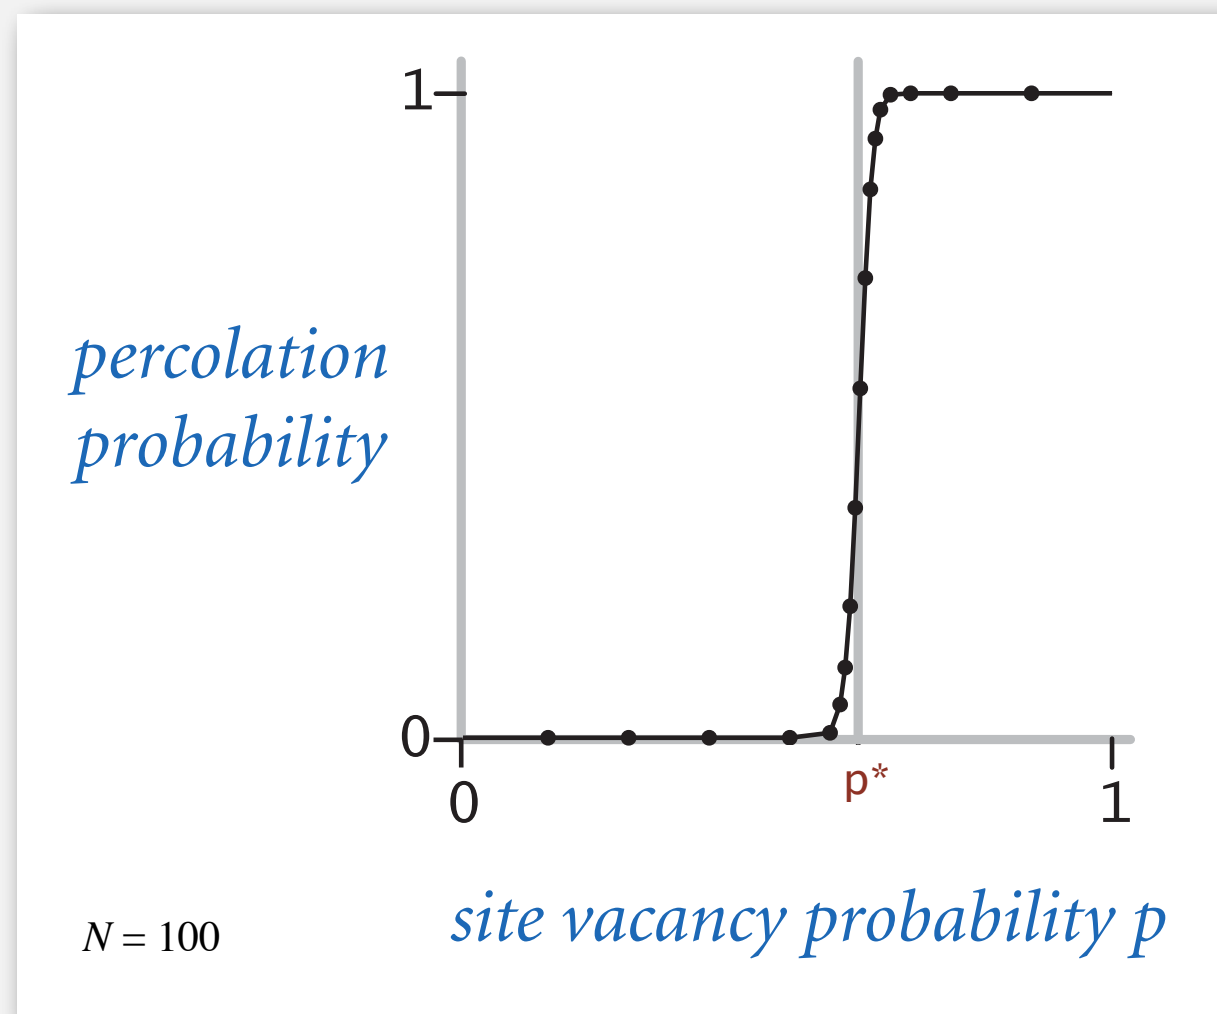 1
percolation
probability
0
p*
0
1
site vacancy probability p
N = 100